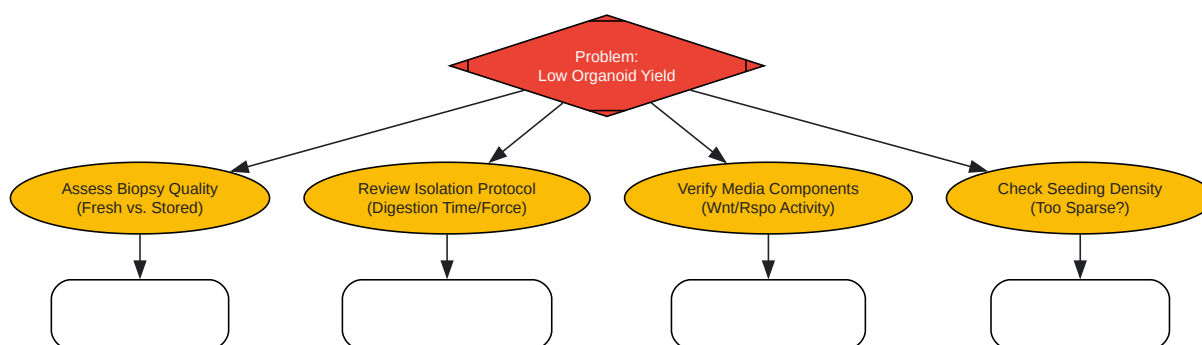 Problem:
Low Organoid Yield
Assess Biopsy Quality
(Fresh vs. Stored)
Review Isolation Protocol
(Digestion Time/Force)
Verify Media Components
(Wnt/Rspo Activity)
Check Seeding Density
(Too Sparse?)